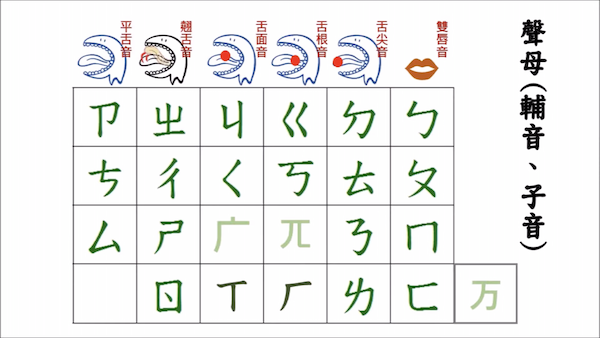 聲母(輔音、子音)
雙唇音
ㄅ
ㄆ
ㄇ
ㄈ
ㄪ
舌尖音
ㄉ
ㄊ
ㄋ
ㄌ
舌根音
ㄍ
ㄎ
ㄫ
ㄏ
舌面音
ㄐ
ㄑ
ㄬ
ㄒ
翹舌音
ㄓ
ㄔ
ㄕ
ㄖ
平舌音
ㄗ
ㄘ
ㄙ